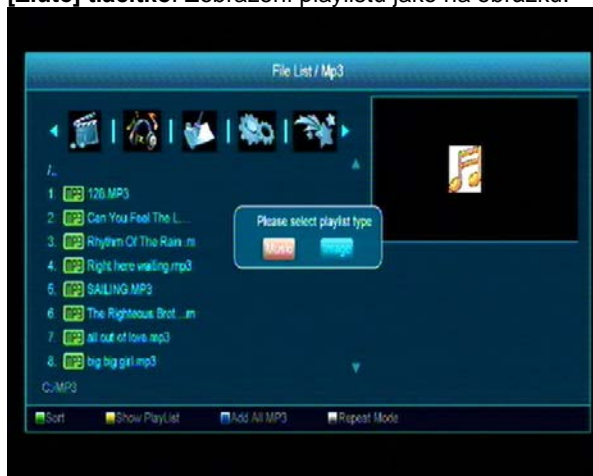 [Žluté] tlačítko: Zobrazení playlistu jako na obrázku.
File List / Mp3
/..
1. MP3 128.MP3
2. MP3 Can You Feel The L...
3. MP3 Rhythm Of The Rain .m
4. MP3 Right here waiting.mp3
5. MP3 SAILING.MP3
6. MP3 The Righteous Brot...m
7. MP3 all out of love.mp3
8. MP3 big big girl.mp3
Please select playlist type
Music Image
C:/MP3
Sort Show PlayList Add All MP3 Repeat Mode